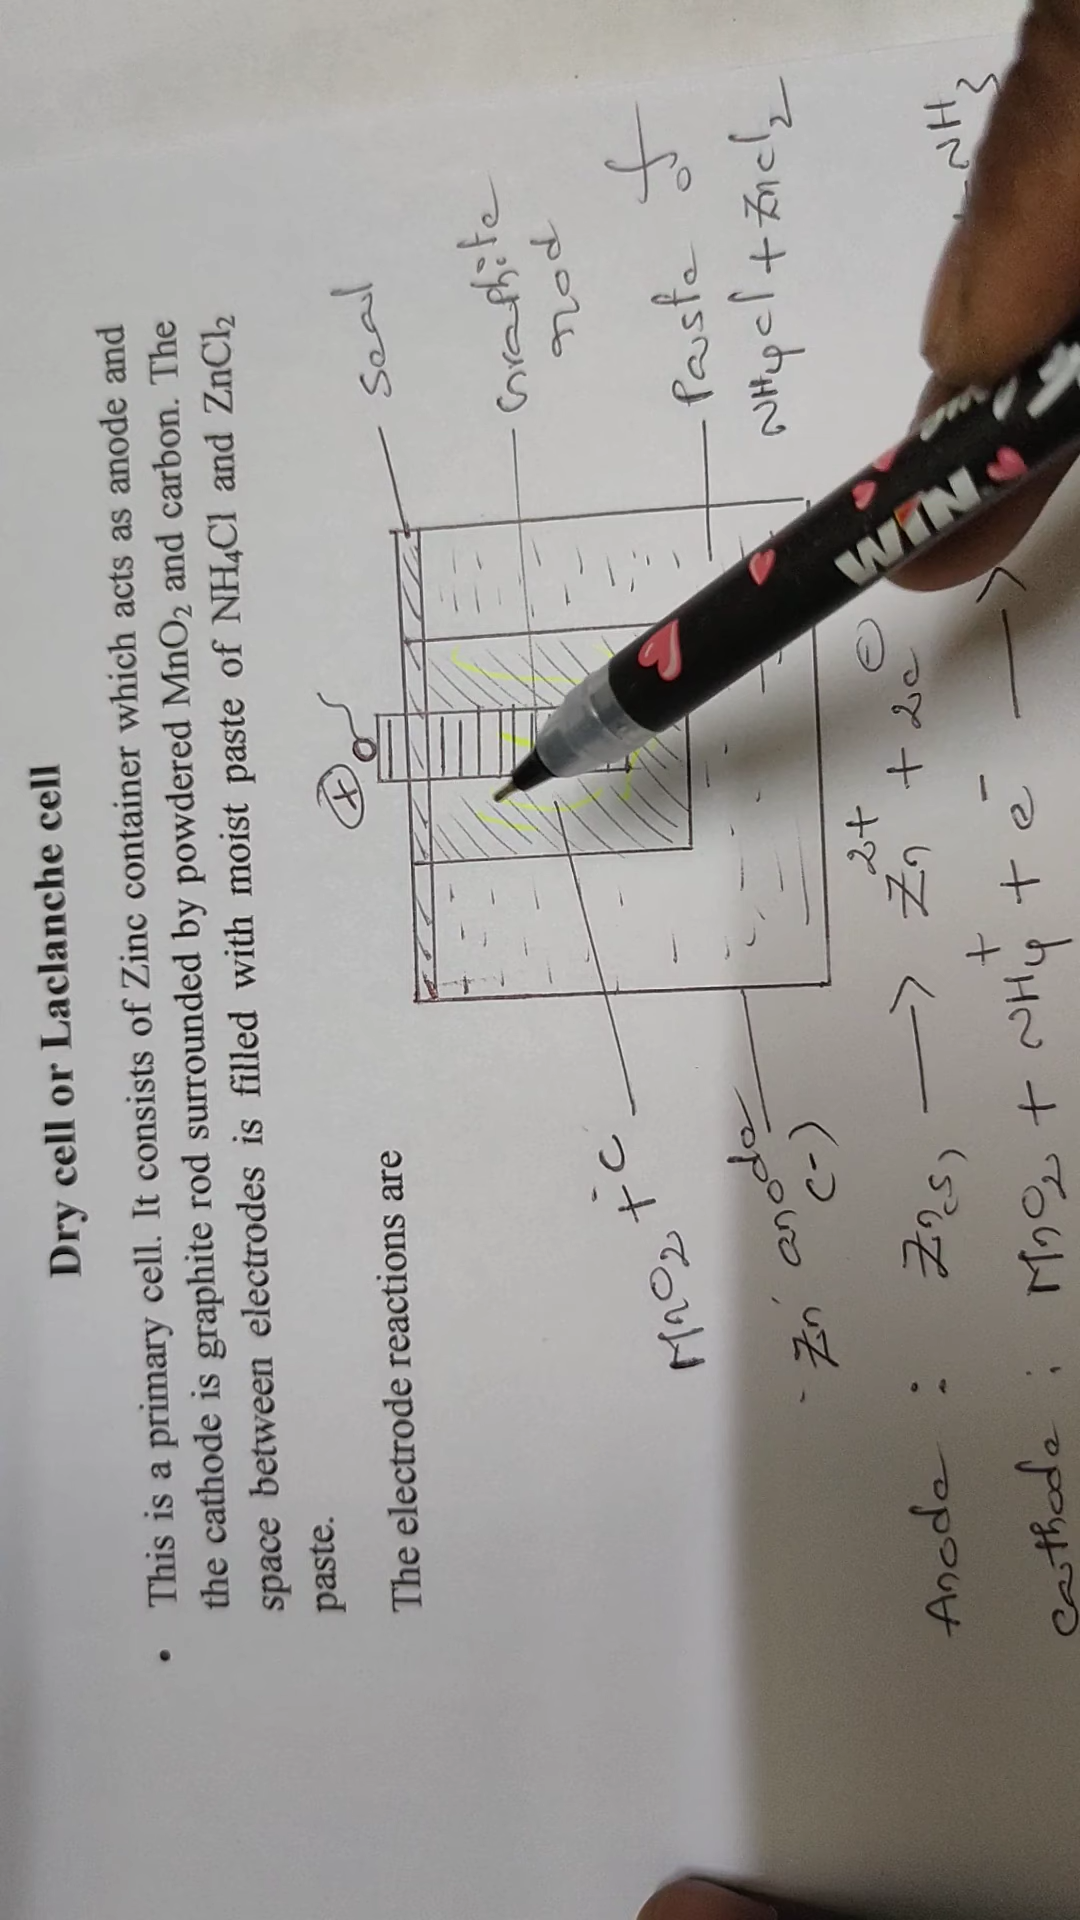 Dry cell or Laclanche cell
• This is a primary cell. It consists of Zinc container which acts as anode and
the cathode is graphite rod surrounded by powdered MnO₂ and carbon. The
space between electrodes is filled with moist paste of NH₄Cl and ZnCl₂
paste.
The electrode reactions are
+
Seal
Graphite
rod
MnO₂ + C
Paste of
NH₄Cl + ZnCl₂
Zn anode
(-)
Anode : Zn(s) → Zn²⁺ + 2e⊖
Cathode : MnO₂ + NH₄⁺ + e⁻ → + NH₃
WIN